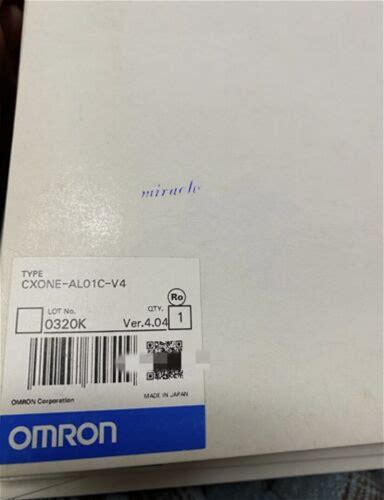 miracle
TYPE
CXONE-AL01C-V4
Ro
LOT No.
QTY.
0320K
Ver.4.04
1
OMRON Corporation
MADE IN JAPAN
OMRON